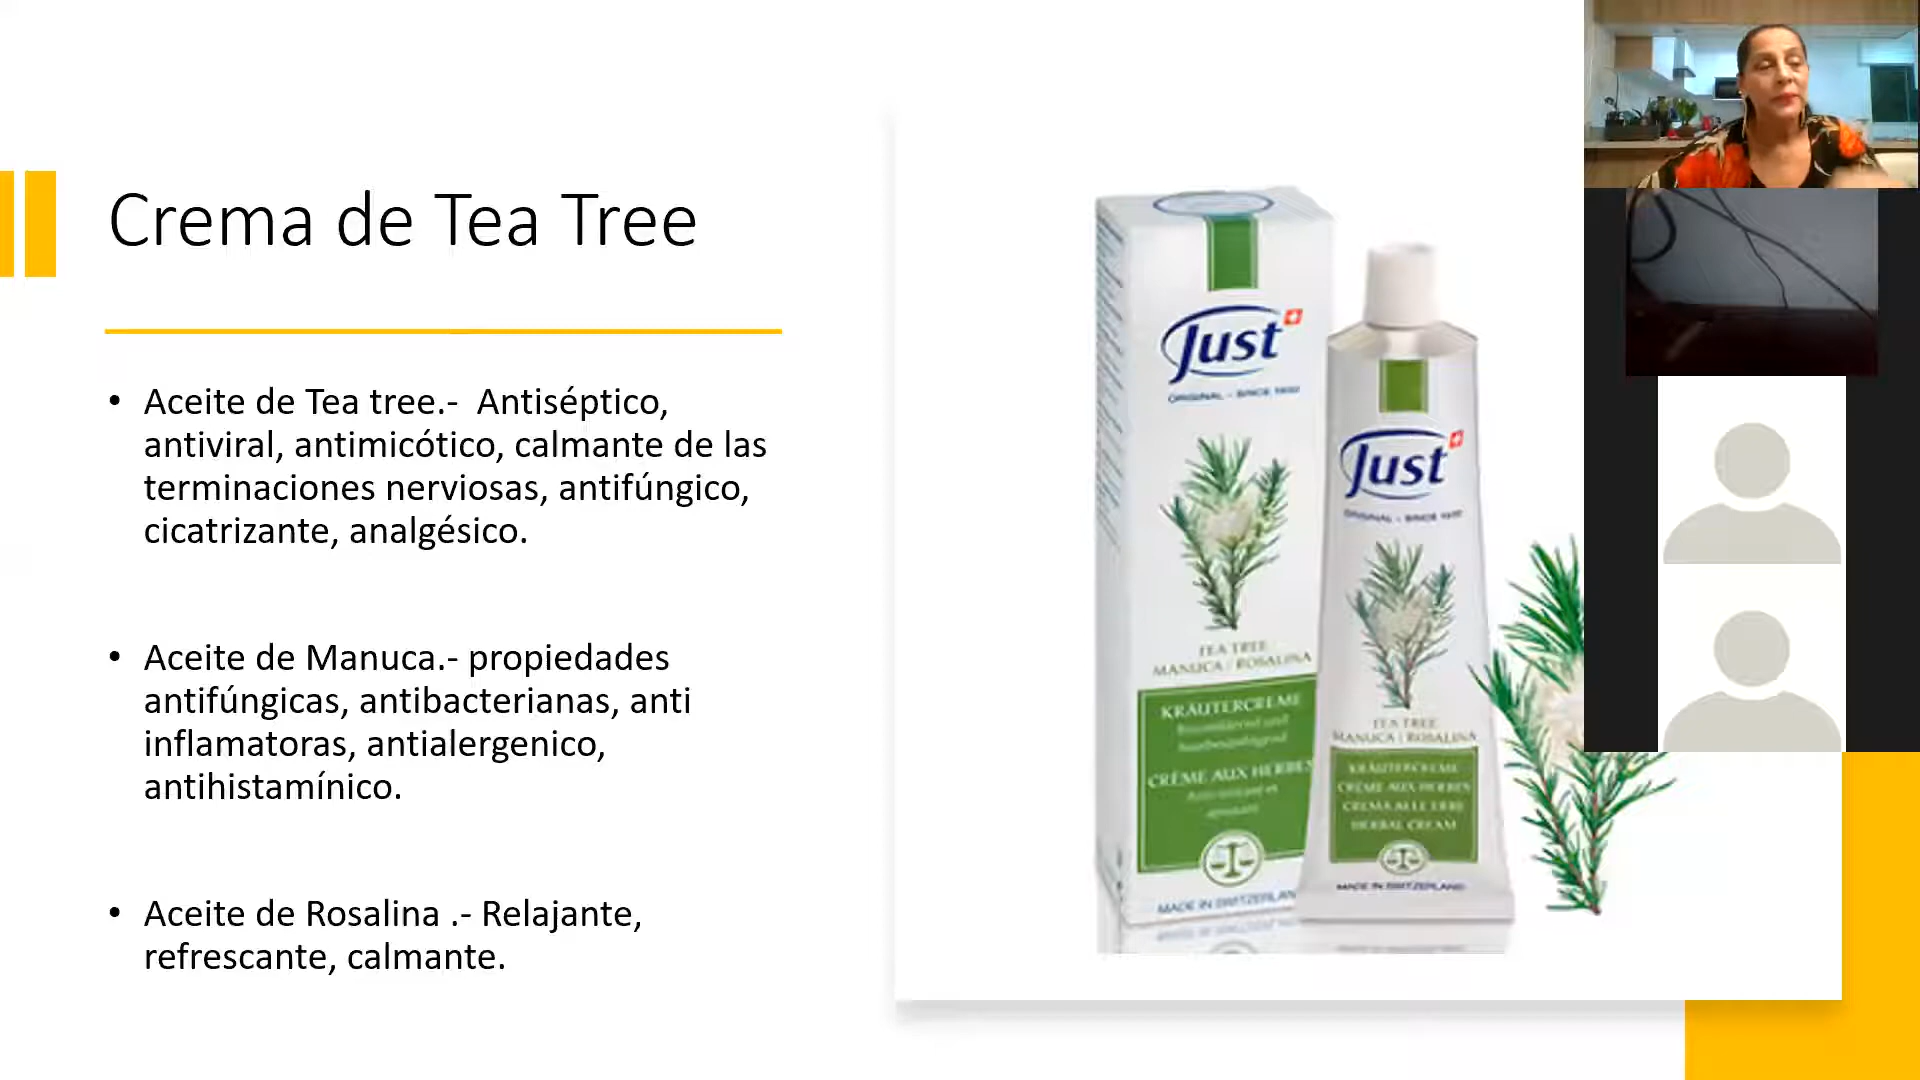 Crema de Tea Tree
• Aceite de Tea tree.- Antiséptico,
antiviral, antimicótico, calmante de las
terminaciones nerviosas, antifúngico,
cicatrizante, analgésico.
• Aceite de Manuca.- propiedades
antifúngicas, antibacterianas, anti
inflamatoras, antialergenico,
antihistamínico.
• Aceite de Rosalina .- Relajante,
refrescante, calmante.
Just
ORIGINAL - SINCE 1930
TEA TREE
MANUCA / ROSALINA
KRÄUTERCREME
CRÈME AUX HERBES
MADE IN SWITZERLAN
Just
ORIGINAL - SINCE 1930
TEA TREE
MANUCA / ROSALINA
KRÄUTERCREME
CRÈME AUX HERBES
CREMA ALLE ERBE
HERBAL CREAM
MADE IN SWITZERLAND